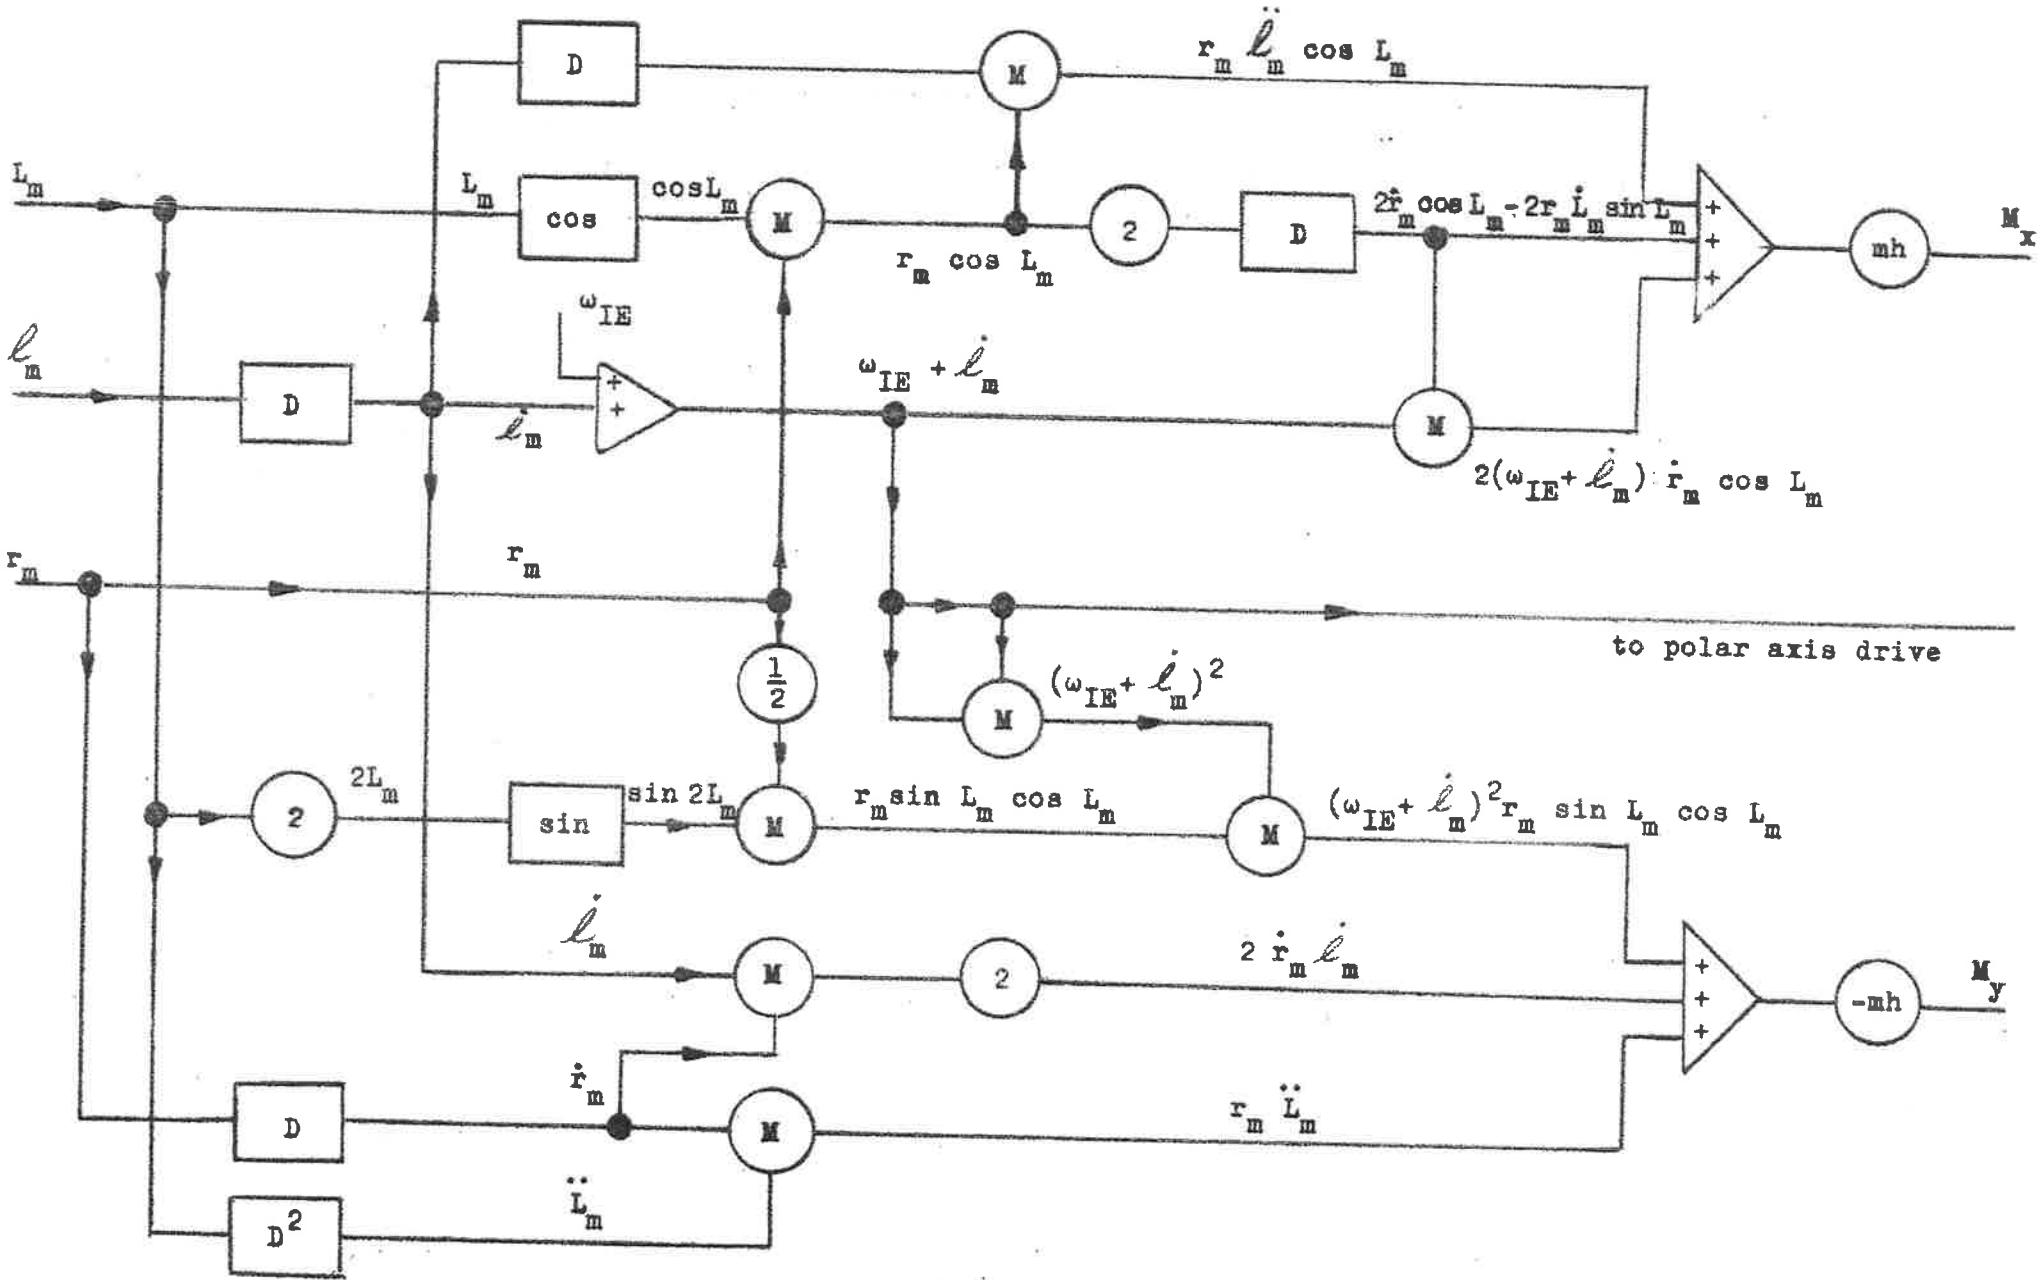 D
M
r_m ℓ̈_m cos L_m
L_m
L_m
cos
cosL_m
M
r_m cos L_m
2
D
2ṙ_m cos L_m - 2r_m L̇_m sin L_m
+
+
+
mh
M_x
ω_IE
ℓ_m
D
ℓ̇_m
+
+
ω_IE + ℓ̇_m
M
2(ω_IE + ℓ̇_m) ṙ_m cos L_m
r_m
r_m
to polar axis drive
1/2
M
(ω_IE + ℓ̇_m)²
2
2L_m
sin
sin 2L_m
M
r_m sin L_m cos L_m
M
(ω_IE + ℓ̇_m)² r_m sin L_m cos L_m
ℓ̇_m
M
2
2 ṙ_m ℓ̇_m
+
+
+
-mh
M_y
D
ṙ_m
M
r_m L̈_m
D²
L̈_m